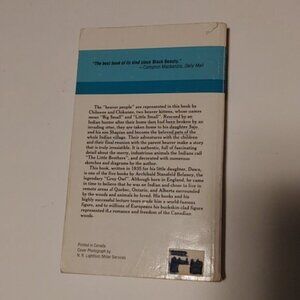 "The best book of its kind since Black Beauty."
— Cameron Mackenzie, Daily Mail
The "beaver people" are represented in this book by
Chilawee and Chikanee, two beaver kittens, whose names
mean "Big Small" and "Little Small". Rescued by an
Indian hunter after their home dam had been broken by an
invading otter, they are taken home to his daughter Sajo,
and his son Shapian and become the beloved pets of the
whole Indian village. Their adventures with the children
and their final reunion with the parent beaver make a story
that is truly irresistible. It is authentic, full of fascinating
detail about the merry, industrious animals the Indians call
"The Little Brothers", and decorated with numerous
sketches and diagrams by the author.
This book, written in 1935 for his little daughter, Dawn,
is one of the five books by Archibald Stansfeld Belaney, the
legendary "Grey Owl". Although born in England, he
came in time to believe that he was an Indian and chose to live in
remote areas of Quebec, Ontario, and Alberta surrounded
by the woods and animals he loved. His books and his
highly successful lecture tours made him a world famous
figure, and to millions of Europeans his buckskin-clad figure
represented the romance and freedom of the Canadian
woods.
Printed in Canada
Cover Photograph by
N. R. Lightfoot/Miller Services